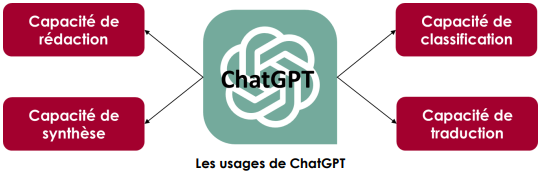 Capacité de
rédaction
Capacité de
classification
ChatGPT
Capacité de
synthèse
Capacité de
traduction
Les usages de ChatGPT